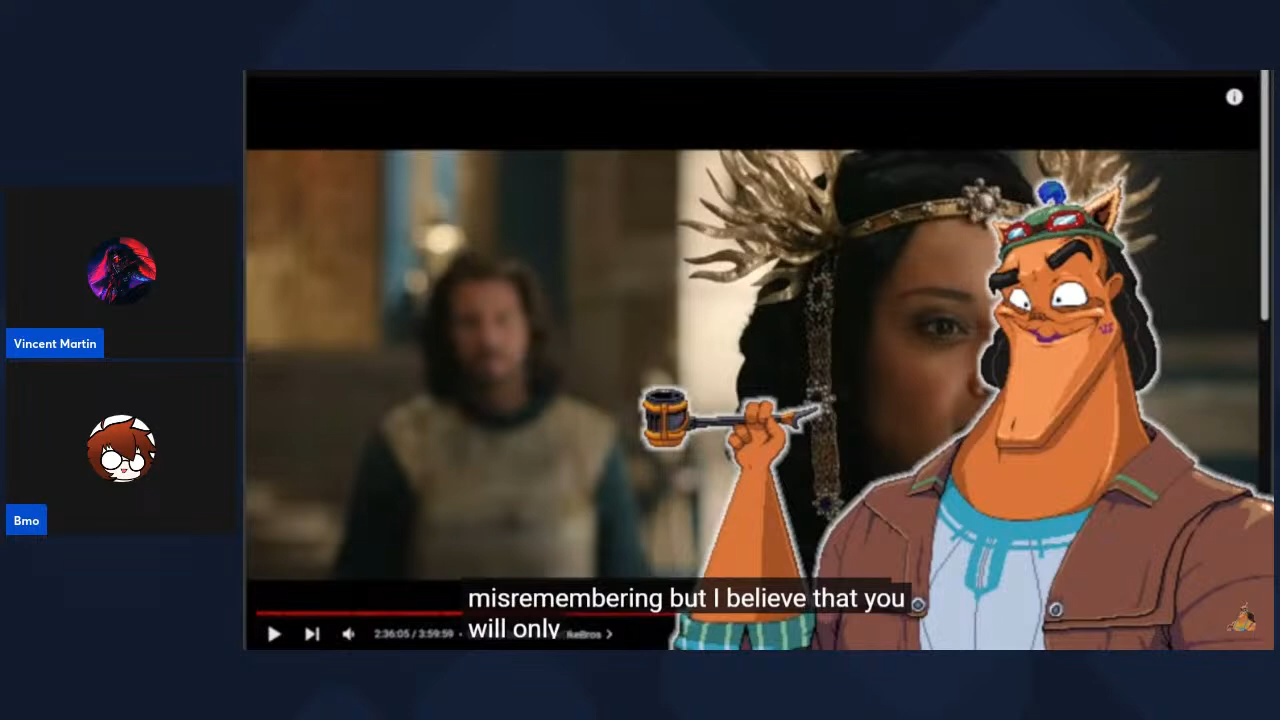 Vincent Martin
Bmo
misremembering but I believe that you
will only
2:36:05 / 3:59:59